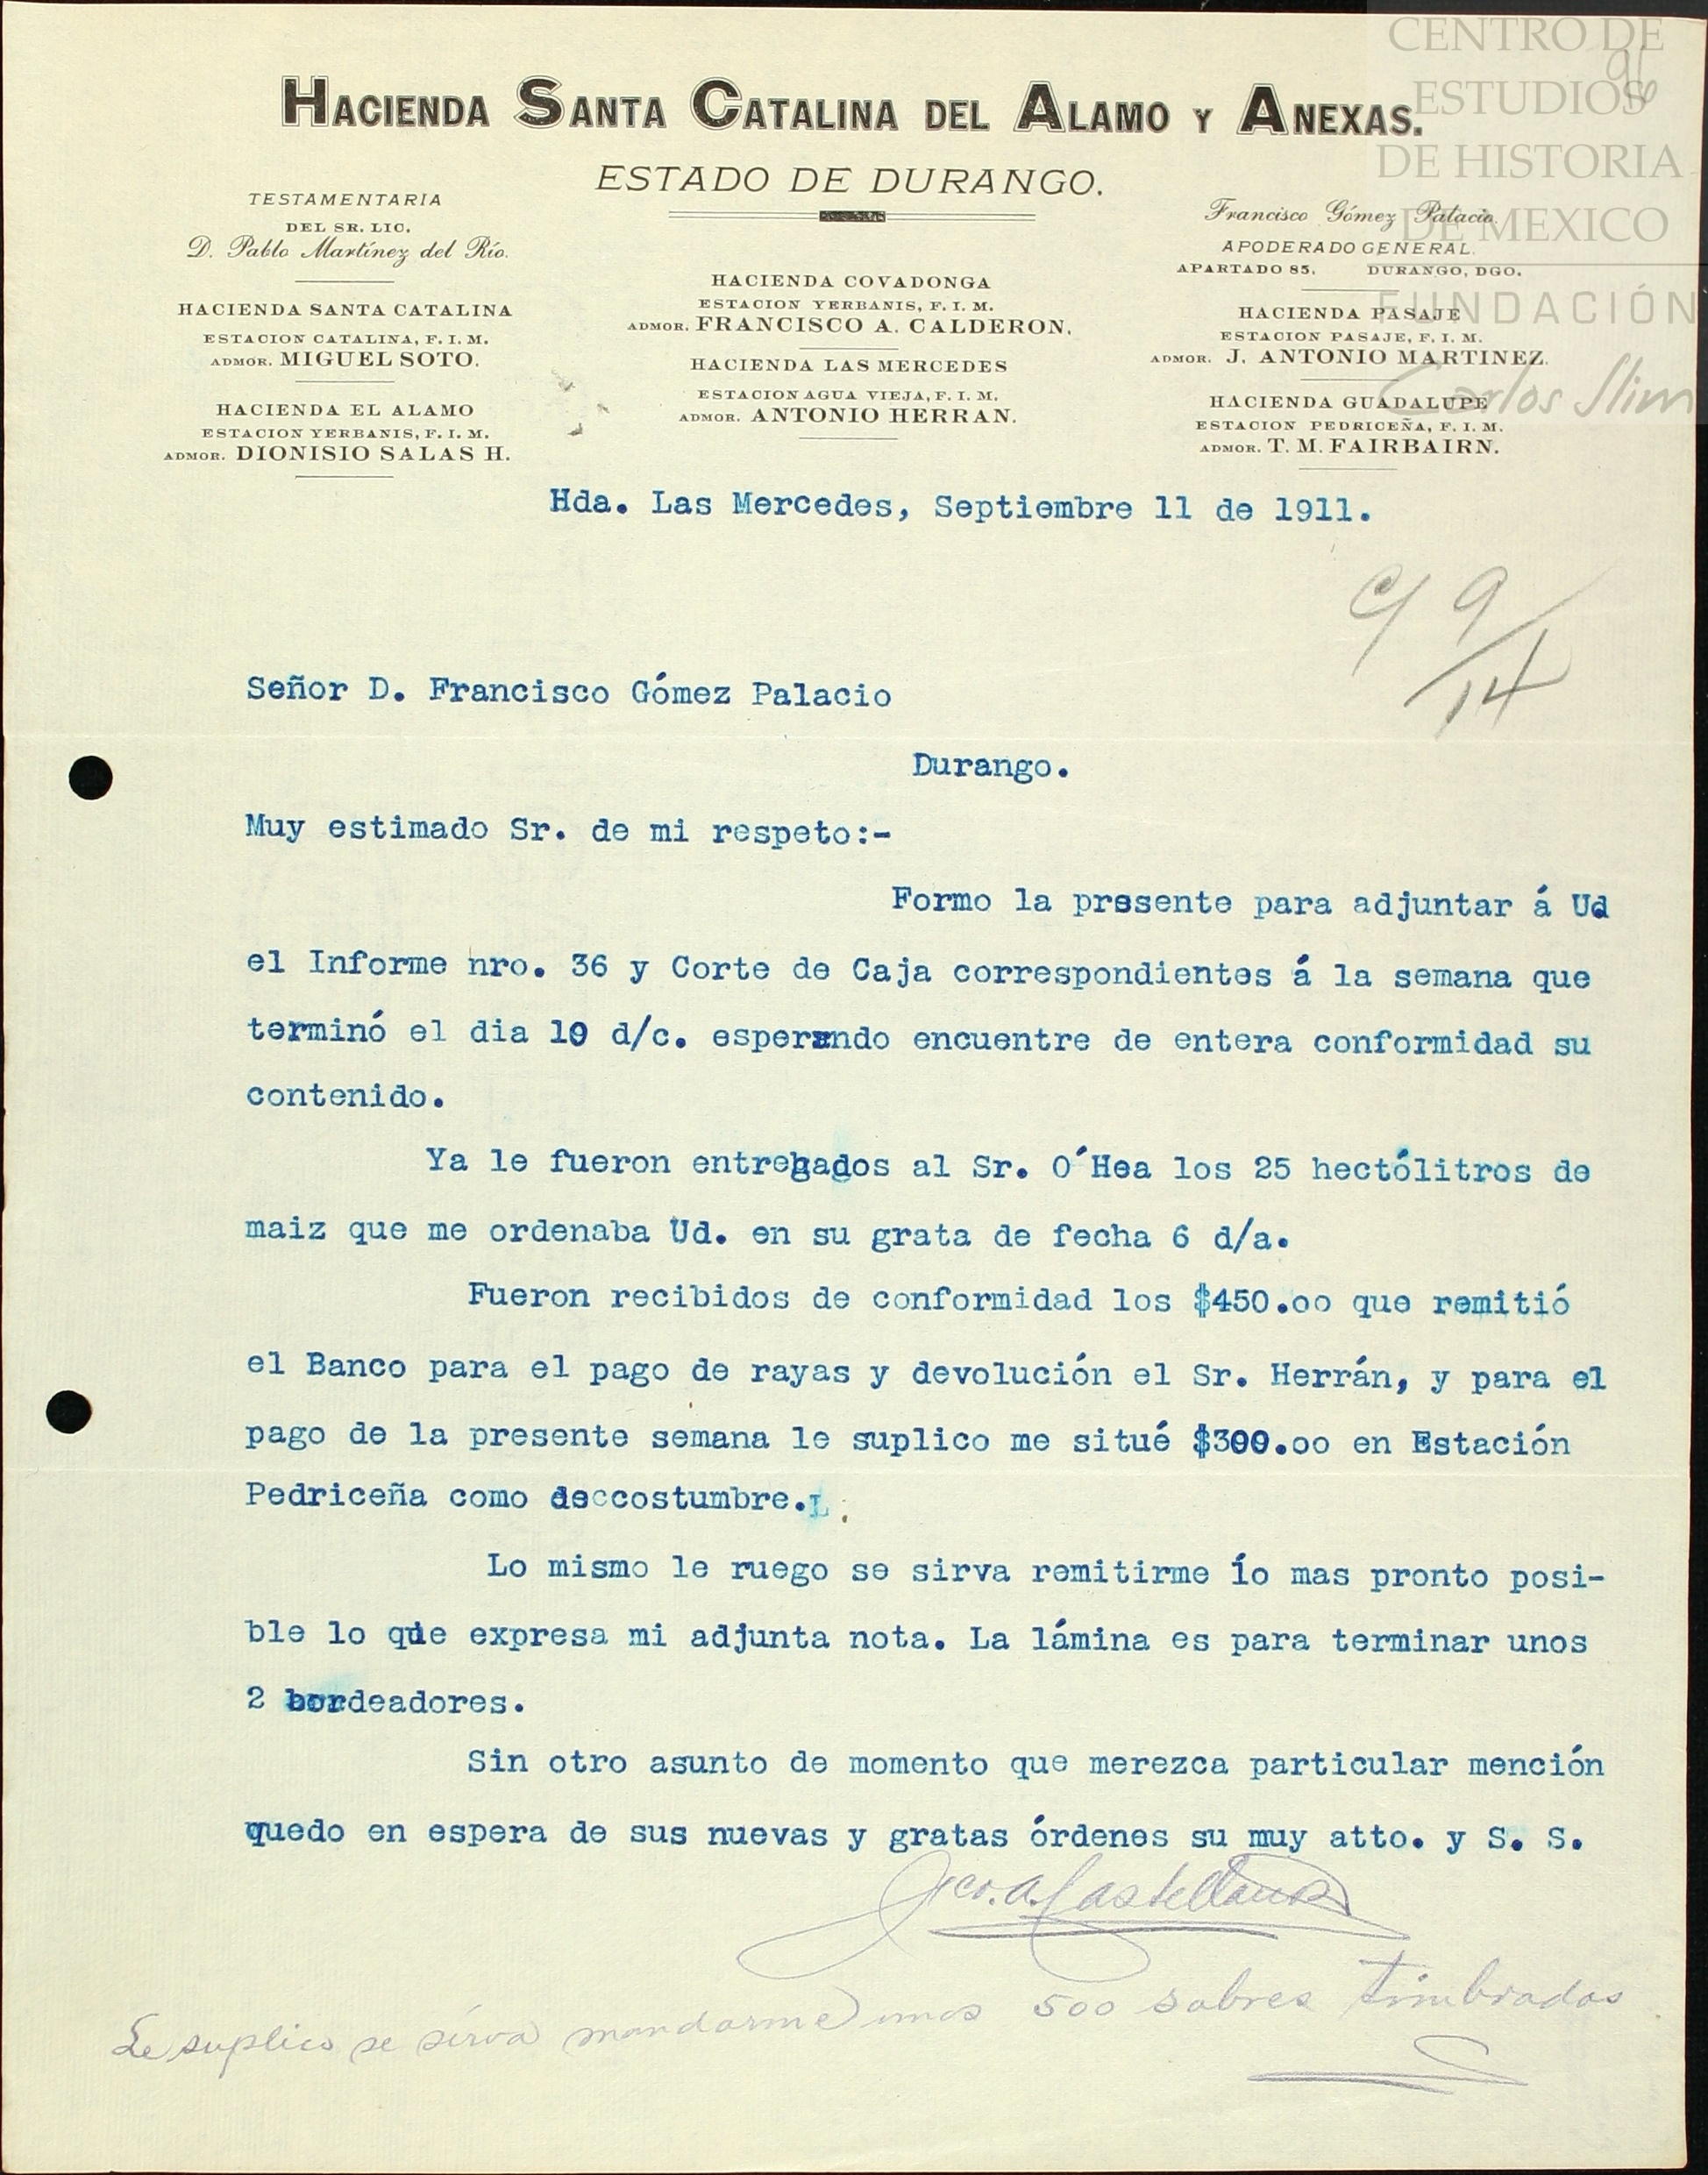 CENTRO DE
ESTUDIOS
DE HISTORIA
DE MEXICO
FUNDACIÓN
Carlos Slim
96
HACIENDA SANTA CATALINA DEL ALAMO Y ANEXAS.
ESTADO DE DURANGO.
TESTAMENTARIA
DEL SR. LIC.
D. Pablo Martínez del Río.
HACIENDA SANTA CATALINA
ESTACION CATALINA, F. I. M.
ADMOR. MIGUEL SOTO.
HACIENDA EL ALAMO
ESTACION YERBANIS, F. I. M.
ADMOR. DIONISIO SALAS H.
HACIENDA COVADONGA
ESTACION YERBANIS, F. I. M.
ADMOR. FRANCISCO A. CALDERON.
HACIENDA LAS MERCEDES
ESTACION AGUA VIEJA, F. I. M.
ADMOR. ANTONIO HERRAN.
Francisco Gómez Palacio.
APODERADO GENERAL.
APARTADO 85. DURANGO, DGO.
HACIENDA PASAJE
ESTACION PASAJE, F. I. M.
ADMOR. J. ANTONIO MARTINEZ.
HACIENDA GUADALUPE
ESTACION PEDRICEÑA, F. I. M.
ADMOR. T. M. FAIRBAIRN.
Hda. Las Mercedes, Septiembre 11 de 1911.
c/ 9/14
Señor D. Francisco Gómez Palacio
Durango.
Muy estimado Sr. de mi respeto:-
Formo la presente para adjuntar á Ud
el Informe nro. 36 y Corte de Caja correspondientes á la semana que
terminó el dia 10 d/c. esperando encuentre de entera conformidad su
contenido.
Ya le fueron entregados al Sr. O´Hea los 25 hectólitros de
maiz que me ordenaba Ud. en su grata de fecha 6 d/a.
Fueron recibidos de conformidad los $450.oo que remitió
el Banco para el pago de rayas y devolución el Sr. Herrán, y para el
pago de la presente semana le suplico me situé $300.oo en Estación
Pedriceña como deccostumbre.
Lo mismo le ruego se sirva remitirme ío mas pronto posi-
ble lo que expresa mi adjunta nota. La lámina es para terminar unos
2 bordeadores.
Sin otro asunto de momento que merezca particular mención
quedo en espera de sus nuevas y gratas órdenes su muy atto. y S. S.
Fco. A. Castellanos
Le suplico se sirva mandarme unos 500 sobres timbrados.